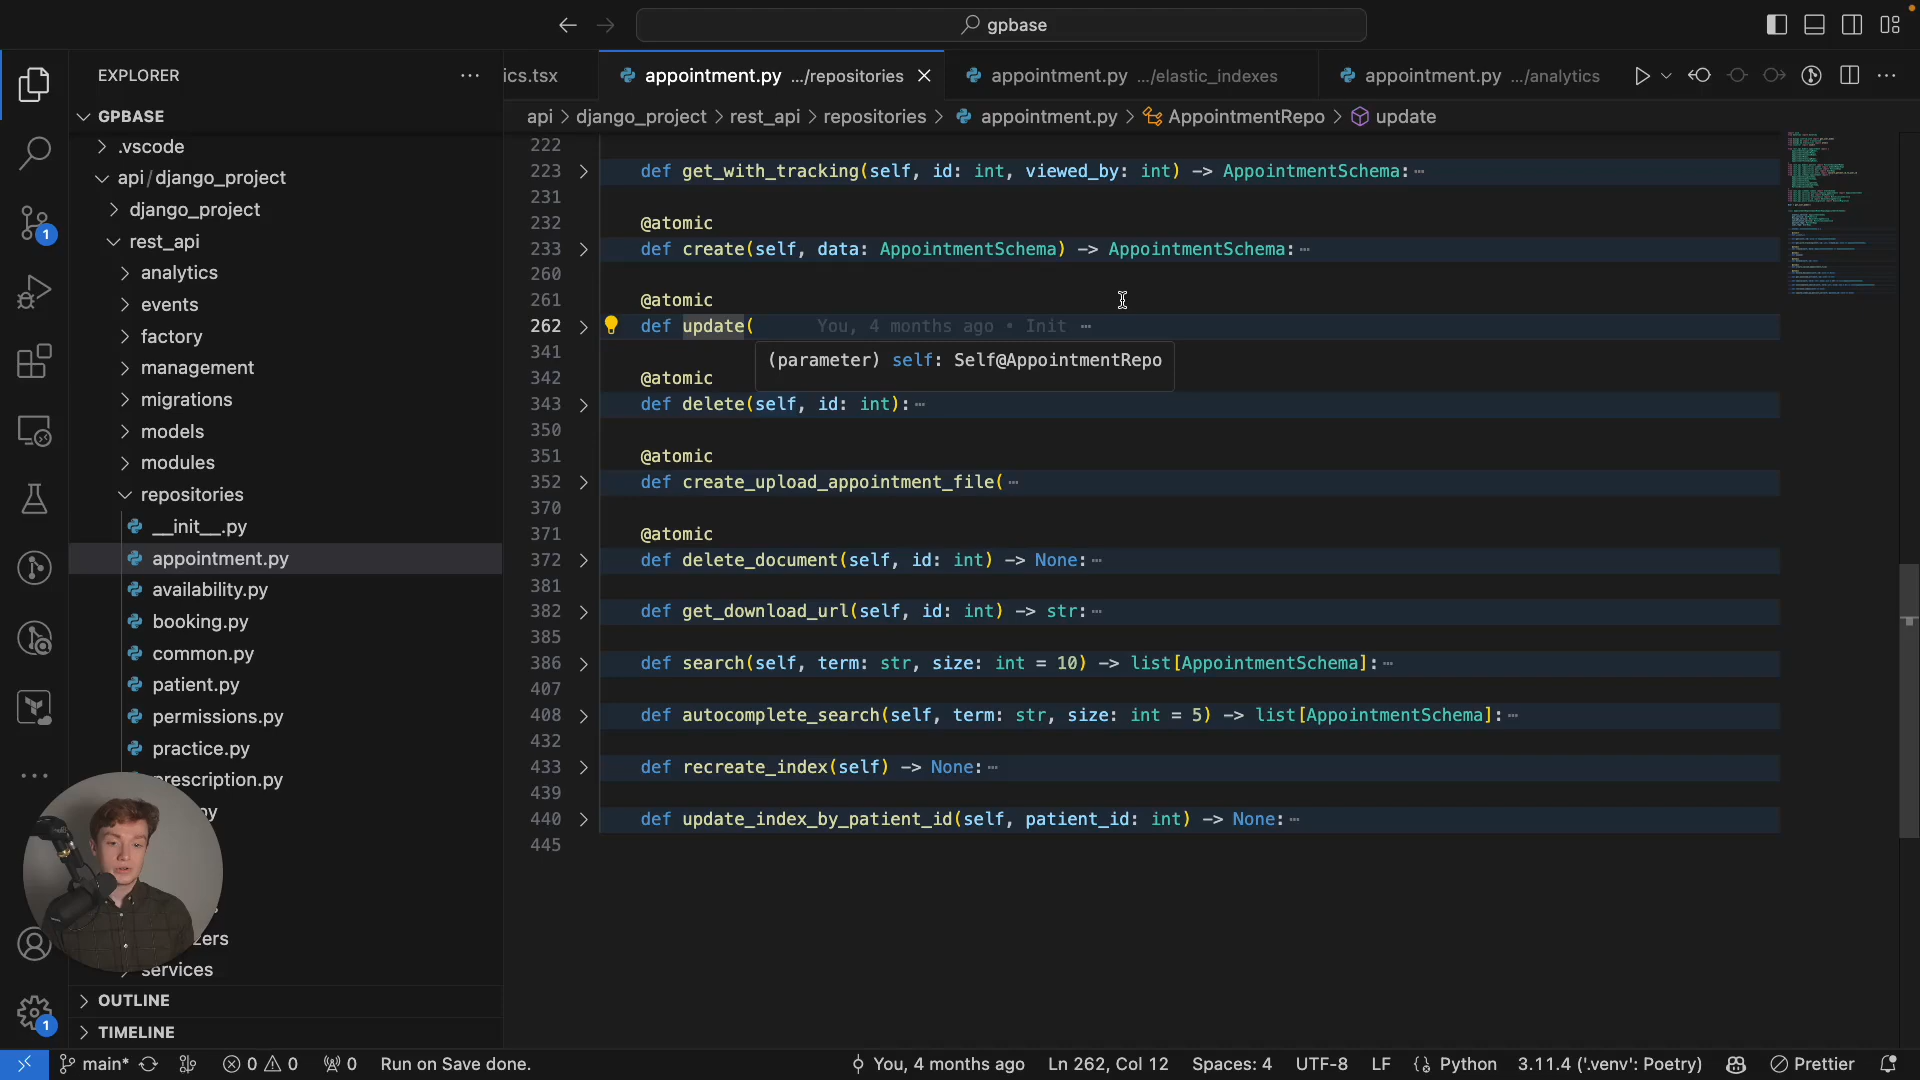 gpbase
EXPLORER
ics.tsx
appointment.py .../repositories
appointment.py .../elastic_indexes
appointment.py .../analytics
api > django_project > rest_api > repositories > appointment.py > AppointmentRepo > update
GPBASE
.vscode
api / django_project
django_project
rest_api
analytics
events
factory
management
migrations
models
modules
repositories
__init__.py
appointment.py
availability.py
booking.py
common.py
patient.py
permissions.py
practice.py
prescription.py
services
OUTLINE
TIMELINE
222
223 def get_with_tracking(self, id: int, viewed_by: int) -> AppointmentSchema:
231
232 @atomic
233 def create(self, data: AppointmentSchema) -> AppointmentSchema:
260
261 @atomic
262 def update( You, 4 months ago • Init
341
(parameter) self: Self@AppointmentRepo
342 @atomic
343 def delete(self, id: int):
350
351 @atomic
352 def create_upload_appointment_file(
370
371 @atomic
372 def delete_document(self, id: int) -> None:
381
382 def get_download_url(self, id: int) -> str:
385
386 def search(self, term: str, size: int = 10) -> list[AppointmentSchema]:
407
408 def autocomplete_search(self, term: str, size: int = 5) -> list[AppointmentSchema]:
432
433 def recreate_index(self) -> None:
439
440 def update_index_by_patient_id(self, patient_id: int) -> None:
445
1
1
main* 0 0 0 Run on Save done. You, 4 months ago Ln 262, Col 12 Spaces: 4 UTF-8 LF Python 3.11.4 ('.venv': Poetry) Prettier